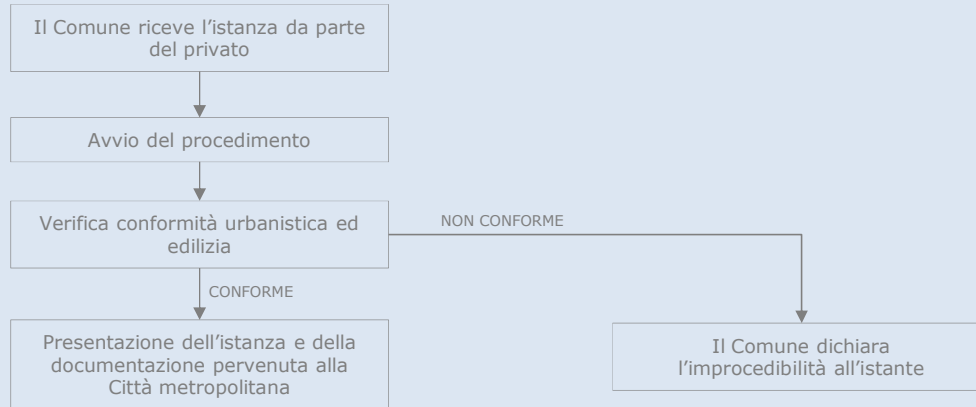 Il Comune riceve l'istanza da parte
del privato
Avvio del procedimento
Verifica conformità urbanistica ed
edilizia
NON CONFORME
CONFORME
Presentazione dell'istanza e della
documentazione pervenuta alla
Città metropolitana
Il Comune dichiara
l'improcedibilità all'istante